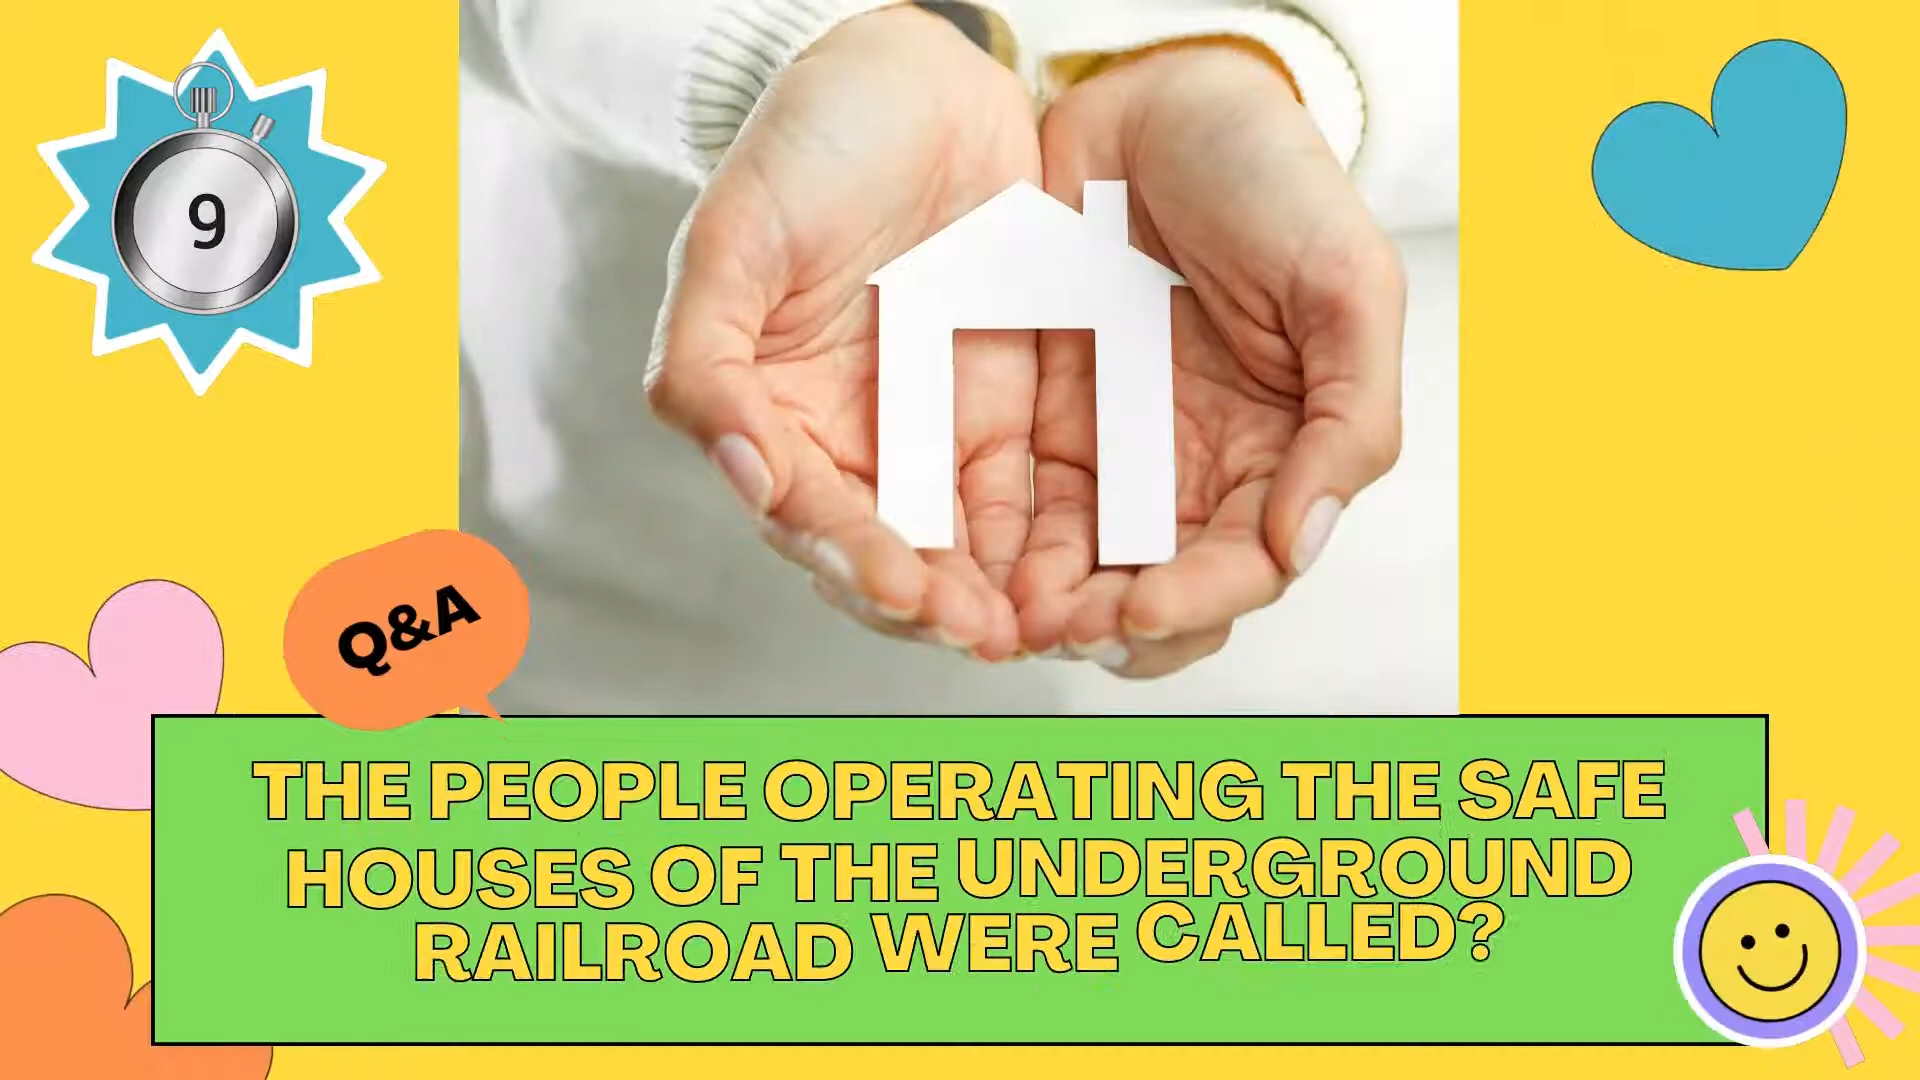 9
Q&A
THE PEOPLE OPERATING THE SAFE
HOUSES OF THE UNDERGROUND
RAILROAD WERE CALLED?